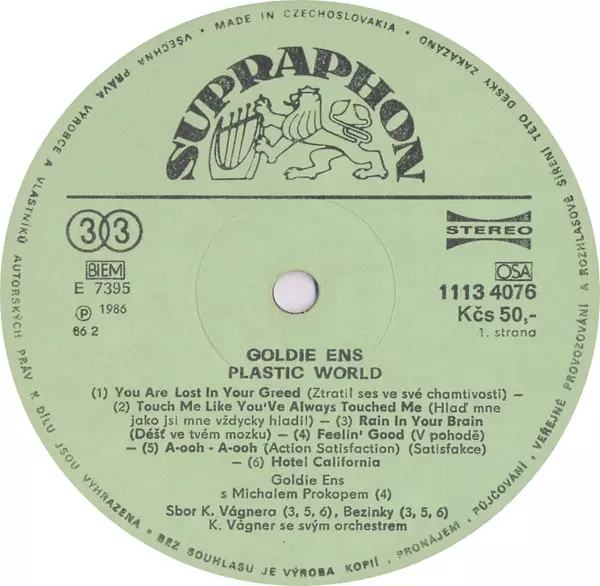 MADE IN CZECHOSLOVAKIA • VŠECHNA PRÁVA VÝROBCE A VLASTNÍKŮ AUTORSKÝCH PRÁV K DÍLU JSOU VYHRAZENA • BEZ SOUHLASU JE VÝROBA KOPIÍ, PRONÁJEM, PŮJČOVÁNÍ, VEŘEJNÉ PROVOZOVÁNÍ A ROZHLASOVÉ ŠÍŘENÍ TÉTO DESKY ZAKÁZÁNO
SUPRAPHON
33
STEREO
BIEM
OSA
E 7395
1113 4076
Ⓟ 1986
Kčs 50,-
86 2
1. strana
GOLDIE ENS
PLASTIC WORLD
(1) You Are Lost In Your Greed (Ztratil ses ve své chamtivosti) –
– (2) Touch Me Like You'Ve Always Touched Me (Hlaď mne
jako jsi mne vždycky hladil) – (3) Rain In Your Brain
(Déšť ve tvém mozku) – (4) Feelin' Good (V pohodě)
– (5) A-ooh - A-ooh (Action Satisfaction) (Satisfakce)
– (6) Hotel California
Goldie Ens
s Michalem Prokopem (4)
Sbor K. Vágnera (3, 5, 6), Bezinky (3, 5, 6)
K. Vágner se svým orchestrem